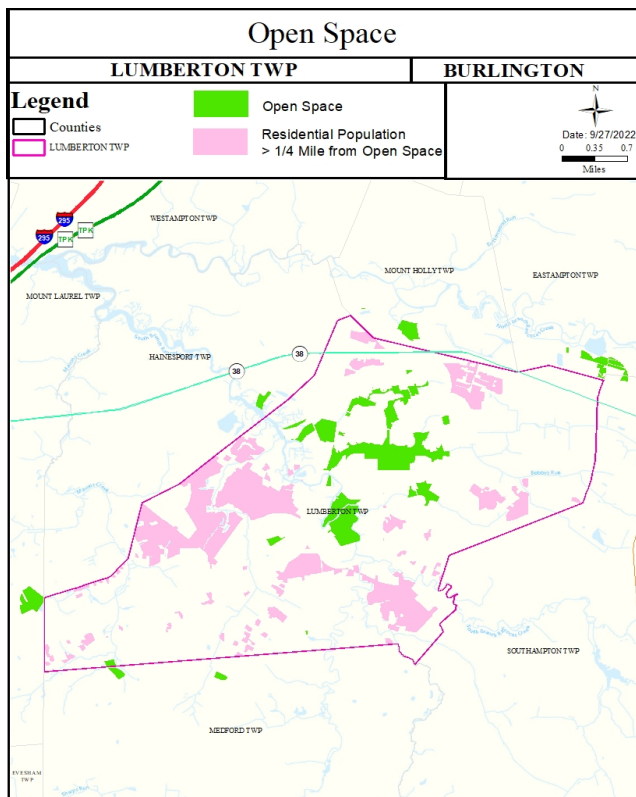 Open Space
LUMBERTON TWP
BURLINGTON
Legend
Counties
LUMBERTON TWP
Open Space
Residential Population
> 1/4 Mile from Open Space
N
Date: 9/27/2022
0 0.35 0.7
Miles
295
295
TPK
TPK
WESTAMPTON TWP
MOUNT HOLLY TWP
EASTAMPTON TWP
MOUNT LAUREL TWP
HAINESPORT TWP
38
38
LUMBERTON TWP
SOUTHAMPTON TWP
MEDFORD TWP
EVESHAM
TWP